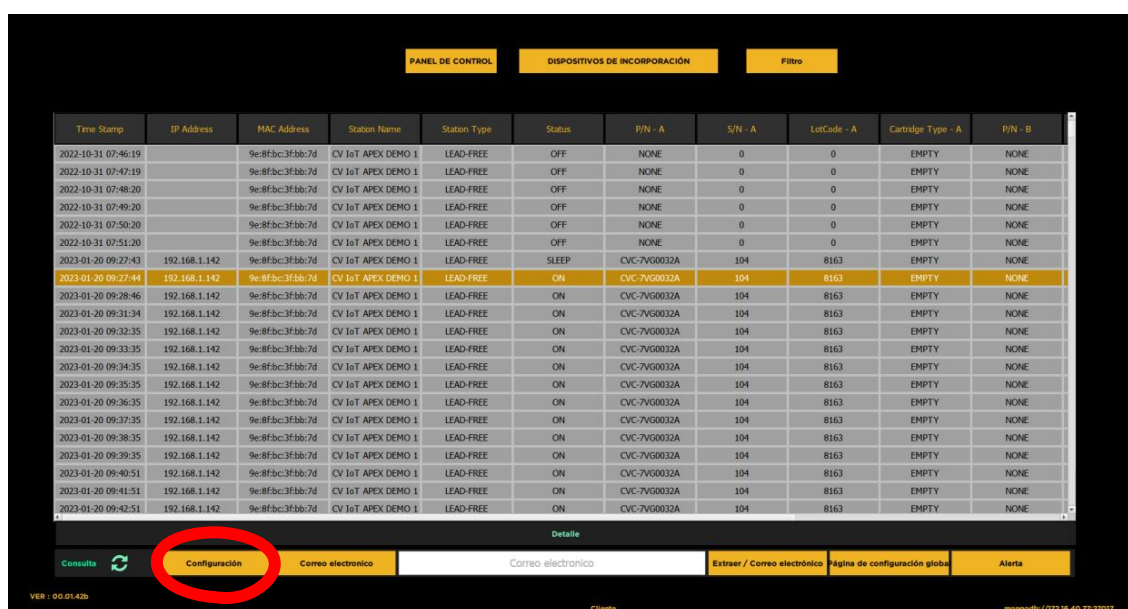 PANEL DE CONTROL DISPOSITIVOS DE INCORPORACIÓN Filtro
Time Stamp IP Address MAC Address Station Name Station Type Status P/N - A S/N - A LotCode - A Cartridge Type - A P/N - B
2022-10-31 07:46:19 9e:8f:bc:3f:bb:7d CV IoT APEX DEMO 1 LEAD-FREE OFF NONE 0 0 EMPTY NONE
2022-10-31 07:47:19 9e:8f:bc:3f:bb:7d CV IoT APEX DEMO 1 LEAD-FREE OFF NONE 0 0 EMPTY NONE
2022-10-31 07:48:20 9e:8f:bc:3f:bb:7d CV IoT APEX DEMO 1 LEAD-FREE OFF NONE 0 0 EMPTY NONE
2022-10-31 07:49:20 9e:8f:bc:3f:bb:7d CV IoT APEX DEMO 1 LEAD-FREE OFF NONE 0 0 EMPTY NONE
2022-10-31 07:50:20 9e:8f:bc:3f:bb:7d CV IoT APEX DEMO 1 LEAD-FREE OFF NONE 0 0 EMPTY NONE
2022-10-31 07:51:20 9e:8f:bc:3f:bb:7d CV IoT APEX DEMO 1 LEAD-FREE OFF NONE 0 0 EMPTY NONE
2023-01-20 09:27:43 192.168.1.142 9e:8f:bc:3f:bb:7d CV IoT APEX DEMO 1 LEAD-FREE SLEEP CVC-7VG0032A 104 8163 EMPTY NONE
2023-01-20 09:27:44 192.168.1.142 9e:8f:bc:3f:bb:7d CV IoT APEX DEMO 1 LEAD-FREE ON CVC-7VG0032A 104 8163 EMPTY NONE
2023-01-20 09:28:46 192.168.1.142 9e:8f:bc:3f:bb:7d CV IoT APEX DEMO 1 LEAD-FREE ON CVC-7VG0032A 104 8163 EMPTY NONE
2023-01-20 09:31:34 192.168.1.142 9e:8f:bc:3f:bb:7d CV IoT APEX DEMO 1 LEAD-FREE ON CVC-7VG0032A 104 8163 EMPTY NONE
2023-01-20 09:32:35 192.168.1.142 9e:8f:bc:3f:bb:7d CV IoT APEX DEMO 1 LEAD-FREE ON CVC-7VG0032A 104 8163 EMPTY NONE
2023-01-20 09:33:35 192.168.1.142 9e:8f:bc:3f:bb:7d CV IoT APEX DEMO 1 LEAD-FREE ON CVC-7VG0032A 104 8163 EMPTY NONE
2023-01-20 09:34:35 192.168.1.142 9e:8f:bc:3f:bb:7d CV IoT APEX DEMO 1 LEAD-FREE ON CVC-7VG0032A 104 8163 EMPTY NONE
2023-01-20 09:35:35 192.168.1.142 9e:8f:bc:3f:bb:7d CV IoT APEX DEMO 1 LEAD-FREE ON CVC-7VG0032A 104 8163 EMPTY NONE
2023-01-20 09:36:35 192.168.1.142 9e:8f:bc:3f:bb:7d CV IoT APEX DEMO 1 LEAD-FREE ON CVC-7VG0032A 104 8163 EMPTY NONE
2023-01-20 09:37:35 192.168.1.142 9e:8f:bc:3f:bb:7d CV IoT APEX DEMO 1 LEAD-FREE ON CVC-7VG0032A 104 8163 EMPTY NONE
2023-01-20 09:38:35 192.168.1.142 9e:8f:bc:3f:bb:7d CV IoT APEX DEMO 1 LEAD-FREE ON CVC-7VG0032A 104 8163 EMPTY NONE
2023-01-20 09:39:35 192.168.1.142 9e:8f:bc:3f:bb:7d CV IoT APEX DEMO 1 LEAD-FREE ON CVC-7VG0032A 104 8163 EMPTY NONE
2023-01-20 09:40:51 192.168.1.142 9e:8f:bc:3f:bb:7d CV IoT APEX DEMO 1 LEAD-FREE ON CVC-7VG0032A 104 8163 EMPTY NONE
2023-01-20 09:41:51 192.168.1.142 9e:8f:bc:3f:bb:7d CV IoT APEX DEMO 1 LEAD-FREE ON CVC-7VG0032A 104 8163 EMPTY NONE
2023-01-20 09:42:51 192.168.1.142 9e:8f:bc:3f:bb:7d CV IoT APEX DEMO 1 LEAD-FREE ON CVC-7VG0032A 104 8163 EMPTY NONE
Detalle
Consulta Configuración Correo electronico Correo electronico Extraer / Correo electrónico Página de configuración globa Alerta
VER : 00.01.42b
Cliente